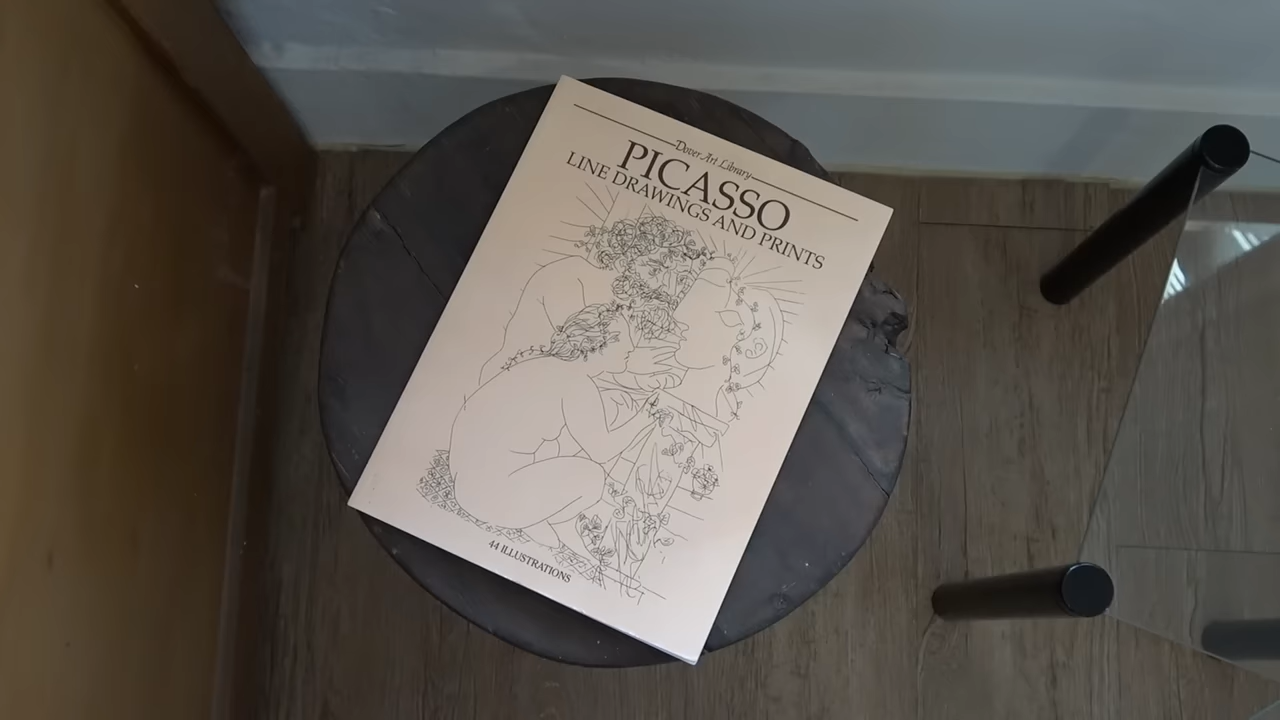 Dover Art Library
PICASSO
LINE DRAWINGS AND PRINTS
44 ILLUSTRATIONS